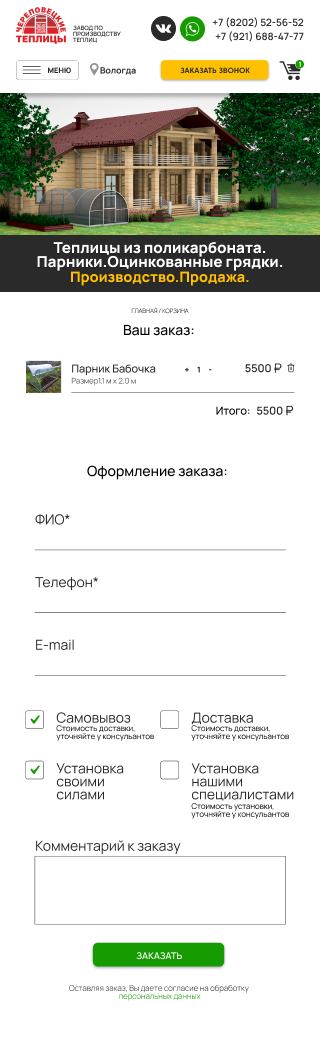 ЧЕРЕПОВЕЦКИЕ
ТЕПЛИЦЫ
ЗАВОД ПО
ПРОИЗВОДСТВУ
ТЕПЛИЦ
+7 (8202) 52-56-52
+7 (921) 688-47-77
МЕНЮ
Вологда
ЗАКАЗАТЬ ЗВОНОК
1
Теплицы из поликарбоната.
Парники.Оцинкованные грядки.
Производство.Продажа.
ГЛАВНАЯ / КОРЗИНА
Ваш заказ:
Парник Бабочка + 1 - 5500 ₽
Размер1,1 м х 2.0 м
Итого: 5500 ₽
Оформление заказа:
ФИО*
Телефон*
E-mail
Самовывоз
Стоимость доставки,
уточняйте у консульантов
Доставка
Стоимость доставки,
уточняйте у консульантов
Установка
своими
силами
Установка
нашими
специалистами
Стоимость установки,
уточняйте у консульантов
Комментарий к заказу
ЗАКАЗАТЬ
Оставляя заказ, Вы даете согласие на обработку
персональных данных